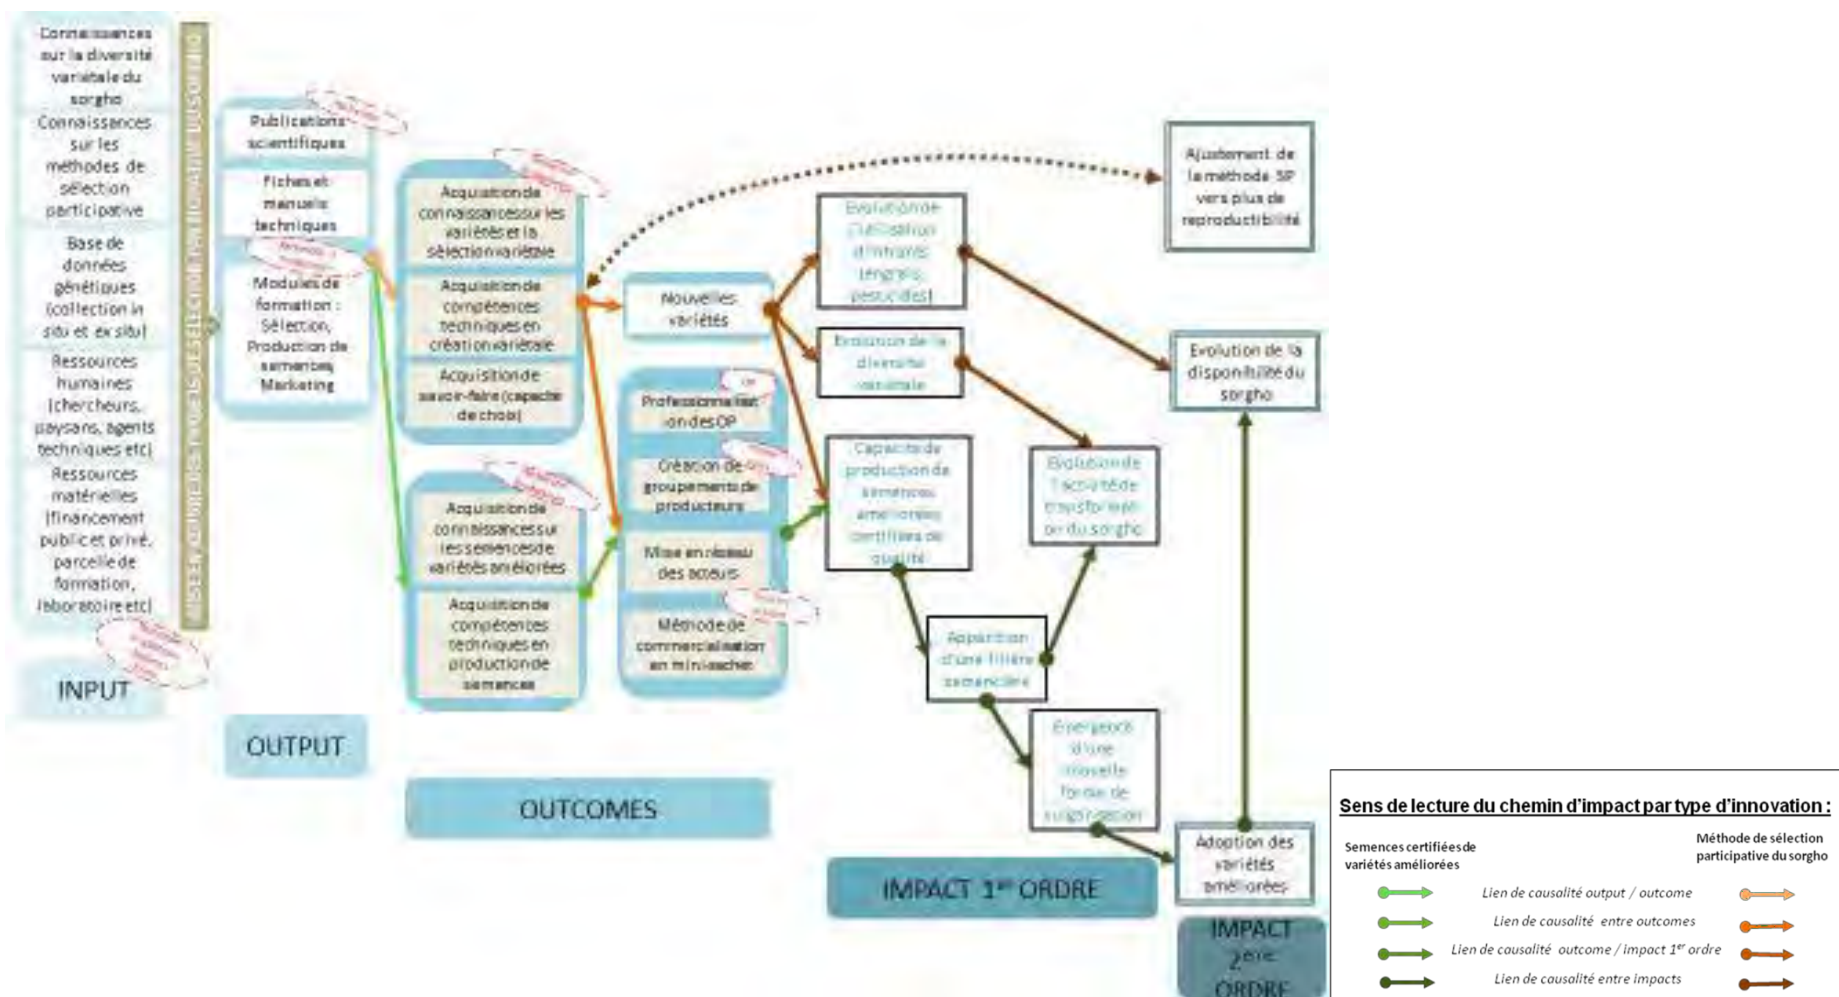 Connaissances
sur la diversité
variétale du
sorgho
Connaissances
sur les
méthodes de
sélection
participative
Base de
données
génétiques
(collection in
situ et ex situ)
Ressources
humaines
(chercheurs,
paysans, agents
techniques etc)
Ressources
matérielles
(financement
public et privé,
parcelle de
formation,
laboratoire etc)
INPUT
Publications
scientifiques
Fiches et
manuels
techniques
Modules de
formation :
Sélection,
Production de
semences,
Marketing
OUTPUT
Acquisition de
connaissances sur les
variétés et la
sélection variétale
Acquisition de
compétences
techniques en
création variétale
Acquisition de
savoir-faire (capacité
de choix)
Acquisition de
connaissances sur
les semences de
variétés améliorées
Acquisition de
compétences
techniques en
production de
semences
Nouvelles
variétés
Professionnalisat
ion des OP
Création de
groupements de
producteurs
Mise en réseau
des acteurs
Méthode de
commercialisation
en mini-sachet
OUTCOMES
Evolution de
l'utilisation
d'intrants
(engrais,
pesticides)
Evolution de la
diversité
variétale
Capacité de
production de
semences
améliorées
certifiées de
qualité
Apparition
d'une filière
semencière
Evolution de
l'activité de
transformati
on du sorgho
Emergence
d'une
nouvelle
forme de
vulgarisation
IMPACT 1er ORDRE
Ajustement de
la méthode SP
vers plus de
reproductibilité
Evolution de la
disponibilité du
sorgho
Adoption des
variétés
améliorées
IMPACT
2ème
ORDRE
Sens de lecture du chemin d'impact par type d'innovation :
Semences certifiées de
variétés améliorées
Méthode de sélection
participative du sorgho
Lien de causalité output / outcome
Lien de causalité entre outcomes
Lien de causalité outcome / impact 1er ordre
Lien de causalité entre impacts